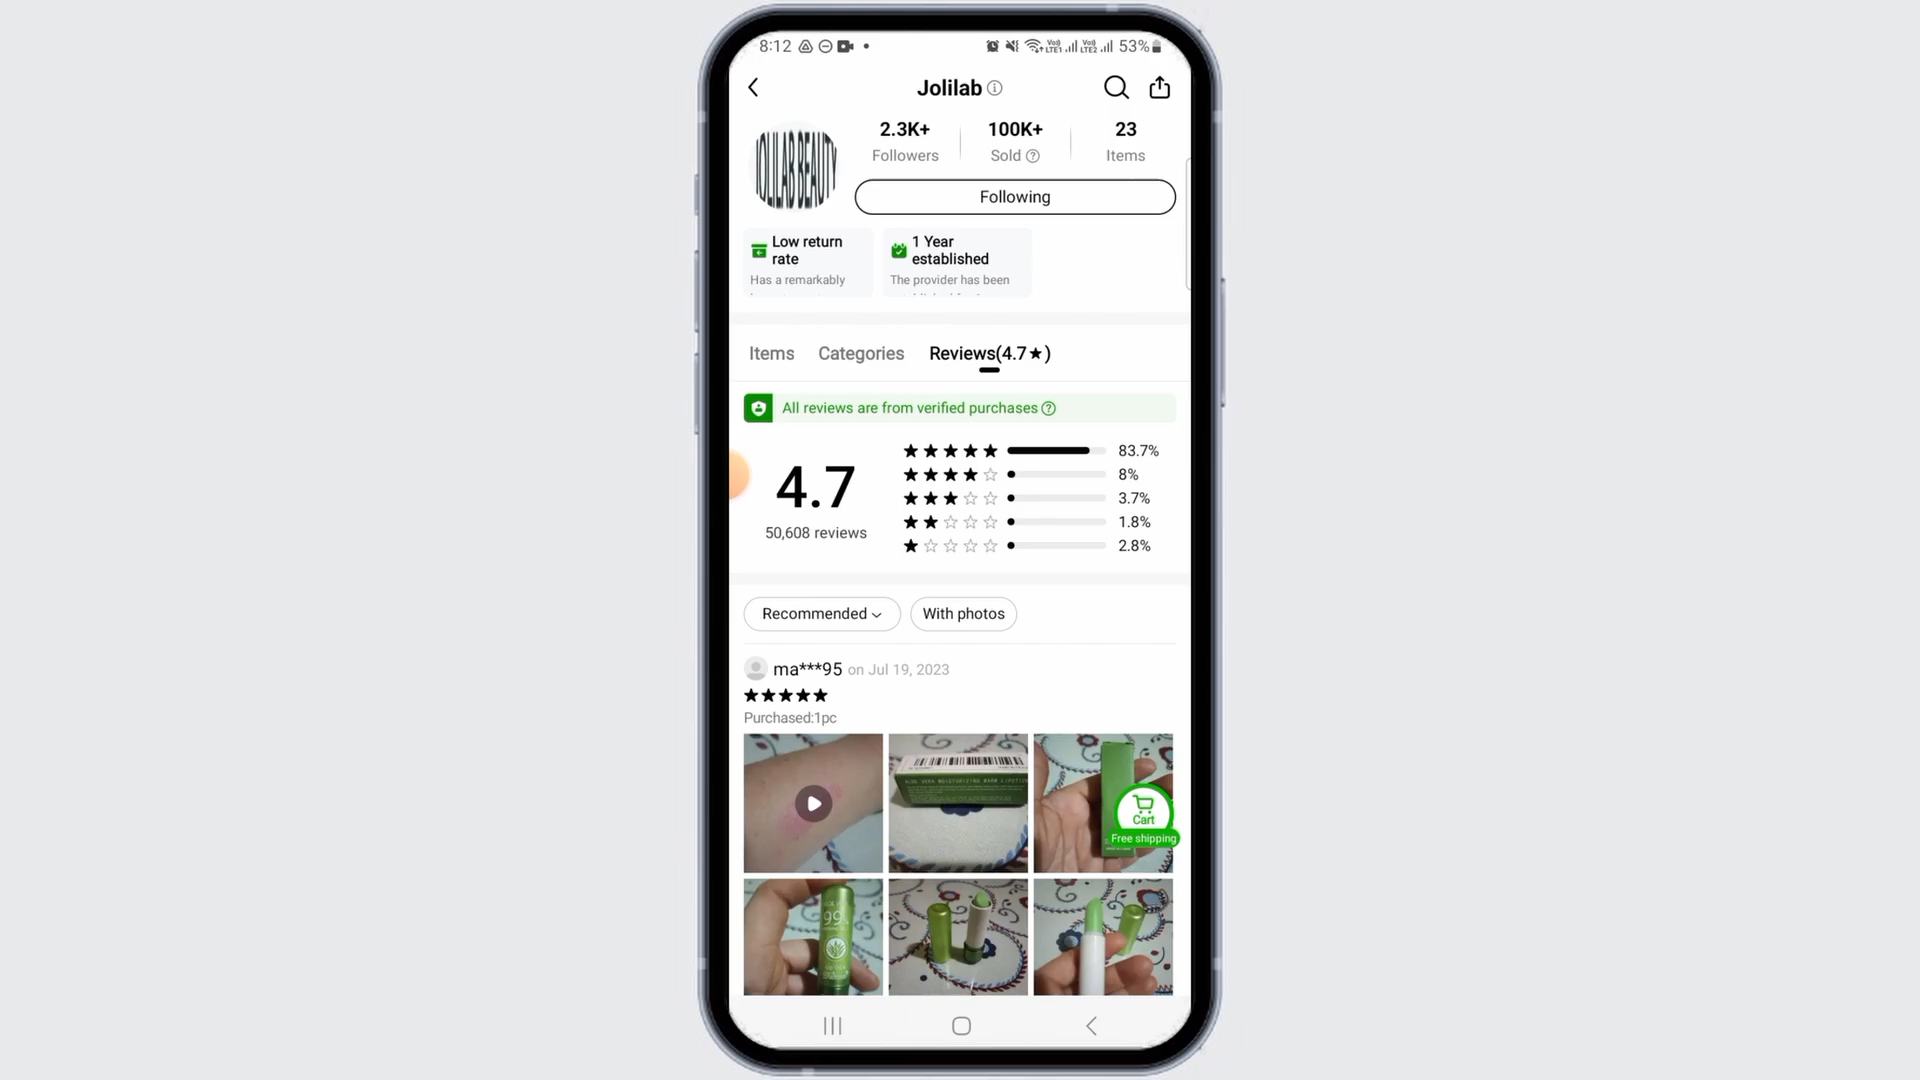 8:12
53%
Jolilab
JOLILAB BEAUTY
2.3K+
Followers
100K+
Sold
23
Items
Following
Low return
rate
Has a remarkably
1 Year
established
The provider has been
Items
Categories
Reviews(4.7★)
All reviews are from verified purchases
4.7
50,608 reviews
83.7%
8%
3.7%
1.8%
2.8%
Recommended
With photos
ma***95 on Jul 19, 2023
Purchased:1pc
Cart
Free shipping
99